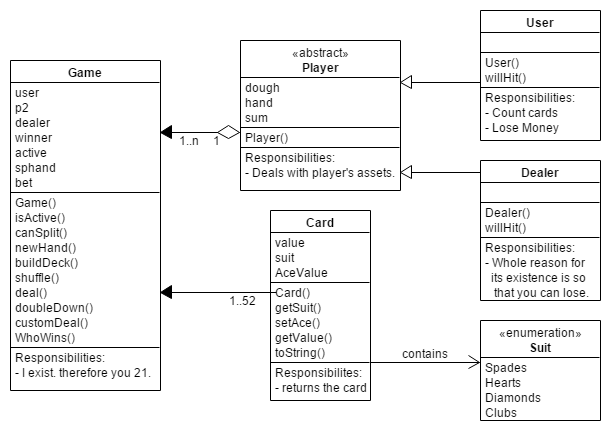 Game
user
p2
dealer
winner
active
sphand
bet
Game()
isActive()
canSplit()
newHand()
buildDeck()
shuffle()
deal()
doubleDown()
customDeal()
WhoWins()
Responsibilities:
- I exist. therefore you 21.
1..n
1
«abstract»
Player
dough
hand
sum
Player()
Responsibilities:
- Deals with player's assets.
User
User()
willHit()
Responsibilities:
- Count cards
- Lose Money
Dealer
Dealer()
willHit()
Responsibilities:
- Whole reason for
its existence is so
that you can lose.
1..52
Card
value
suit
AceValue
Card()
getSuit()
setAce()
getValue()
toString()
Responsibilites:
- returns the card
contains
«enumeration»
Suit
Spades
Hearts
Diamonds
Clubs